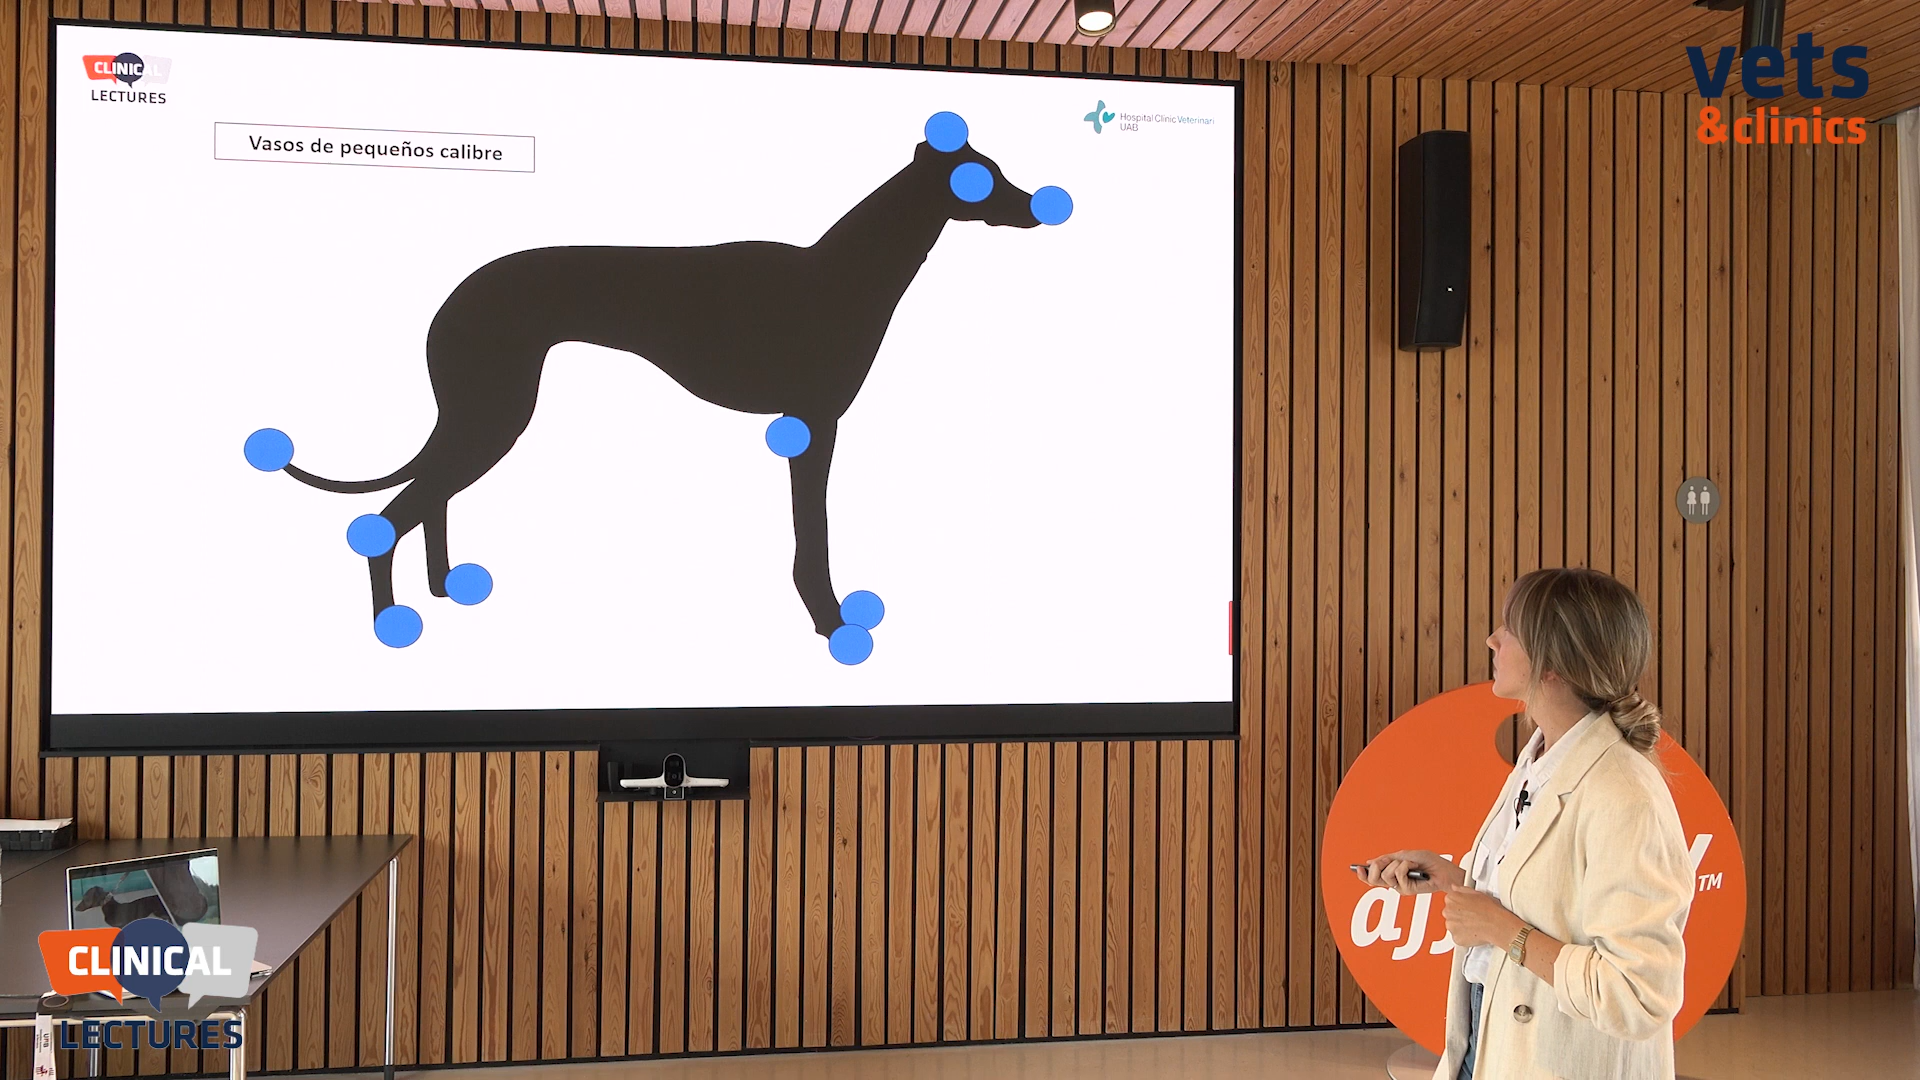 CLINICAL
LECTURES
Vasos de pequeños calibre
Hospital Clínic Veterinari
UAB
vets
&clinics
TM
CLINICAL
LECTURES